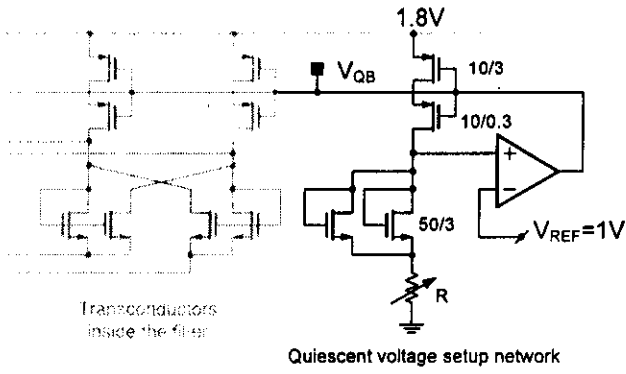 1.8V
10/3
V_QB
10/0.3
+
−
50/3
V_REF=1V
R
Transconductors
inside the filter
Quiescent voltage setup network